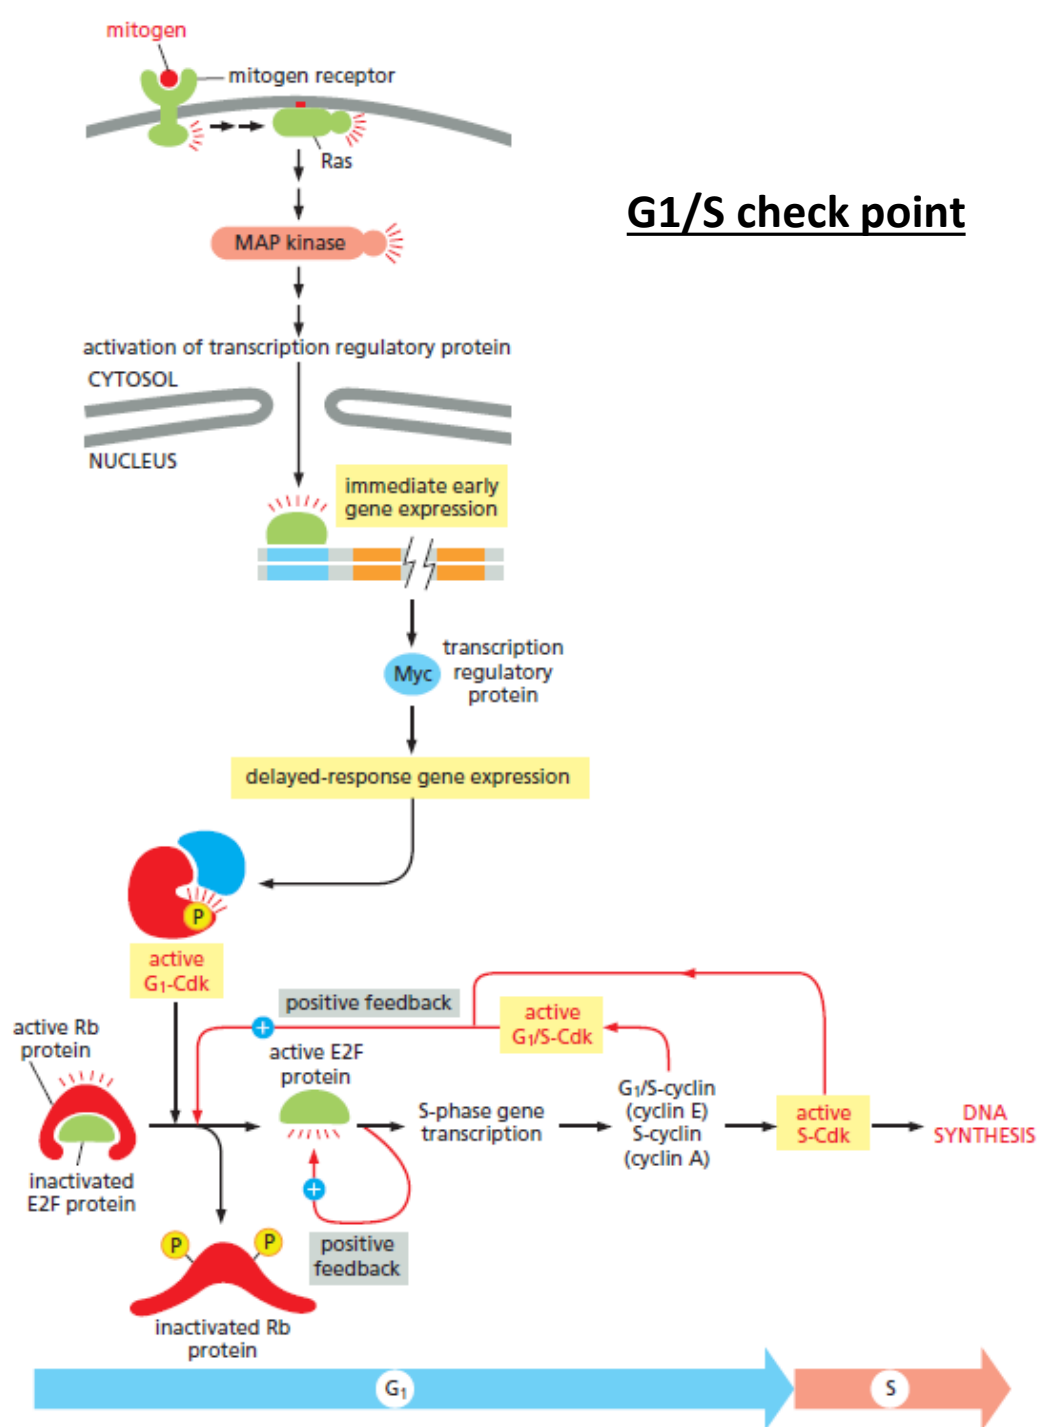 mitogen
mitogen receptor
Ras
G1/S check point
MAP kinase
activation of transcription regulatory protein
CYTOSOL
NUCLEUS
immediate early
gene expression
transcription
regulatory
protein
Myc
delayed-response gene expression
P
active
G₁-Cdk
positive feedback
active
G₁/S-Cdk
active Rb
protein
+
active E2F
protein
G₁/S-cyclin
(cyclin E)
S-cyclin
(cyclin A)
S-phase gene
transcription
active
S-Cdk
DNA
SYNTHESIS
inactivated
E2F protein
+
P
P
positive
feedback
inactivated Rb
protein
G₁
S